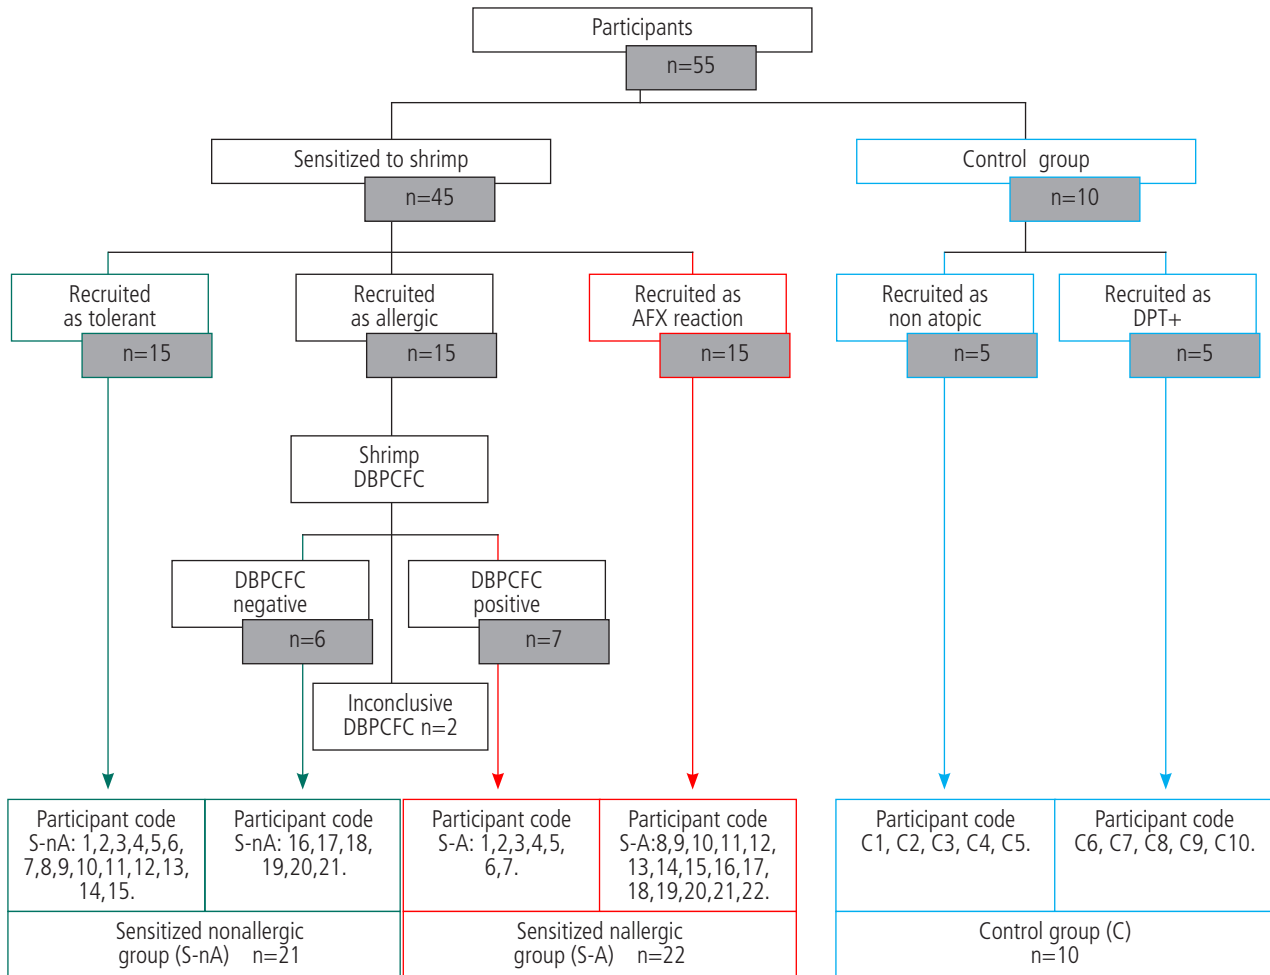 Participants
n=55
Sensitized to shrimp
n=45
Control group
n=10
Recruited
as tolerant
n=15
Recruited
as allergic
n=15
Recruited as
AFX reaction
n=15
Recruited as
non atopic
n=5
Recruited as
DPT+
n=5
Shrimp
DBPCFC
DBPCFC
negative
n=6
DBPCFC
positive
n=7
Inconclusive
DBPCFC n=2
Participant code
S-nA: 1,2,3,4,5,6,
7,8,9,10,11,12,13,
14,15.
Participant code
S-nA: 16,17,18,
19,20,21.
Participant code
S-A: 1,2,3,4,5,
6,7.
Participant code
S-A:8,9,10,11,12,
13,14,15,16,17,
18,19,20,21,22.
Participant code
C1, C2, C3, C4, C5.
Participant code
C6, C7, C8, C9, C10.
Sensitized nonallergic
group (S-nA) n=21
Sensitized nallergic
group (S-A) n=22
Control group (C)
n=10